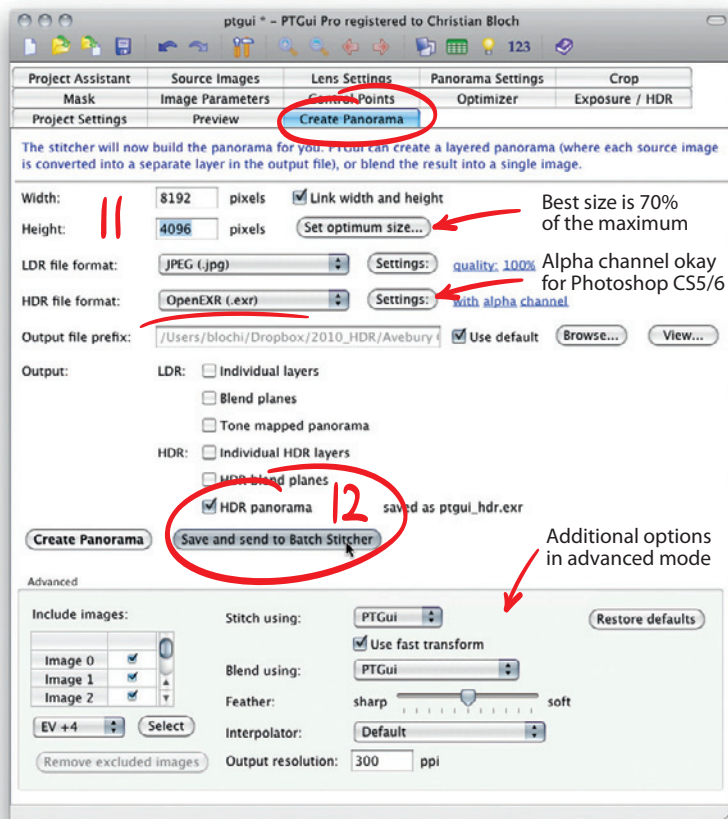 ptgui * – PTGui Pro registered to Christian Bloch
123
Project Assistant Source Images Lens Settings Panorama Settings Crop
Mask Image Parameters Control Points Optimizer Exposure / HDR
Project Settings Preview Create Panorama
The stitcher will now build the panorama for you. PTGui can create a layered panorama (where each source image
is converted into a separate layer in the output file), or blend the result into a single image.
Width: 8192 pixels Link width and height
11
Best size is 70%
of the maximum
Height: 4096 pixels Set optimum size...
LDR file format: JPEG (.jpg) Settings: quality: 100%
Alpha channel okay
for Photoshop CS5/6
HDR file format: OpenEXR (.exr) Settings: with alpha channel
Output file prefix: /Users/blochi/Dropbox/2010_HDR/Avebury Use default Browse... View...
Output: LDR: Individual layers
Blend planes
Tone mapped panorama
HDR: Individual HDR layers
HDR blend planes
HDR panorama saved as ptgui_hdr.exr
12
Create Panorama Save and send to Batch Stitcher
Additional options
in advanced mode
Advanced
Include images: Stitch using: PTGui Restore defaults
Use fast transform
Image 0
Image 1
Image 2
Blend using: PTGui
Feather: sharp soft
EV +4 Select
Interpolator: Default
Remove excluded images Output resolution: 300 ppi